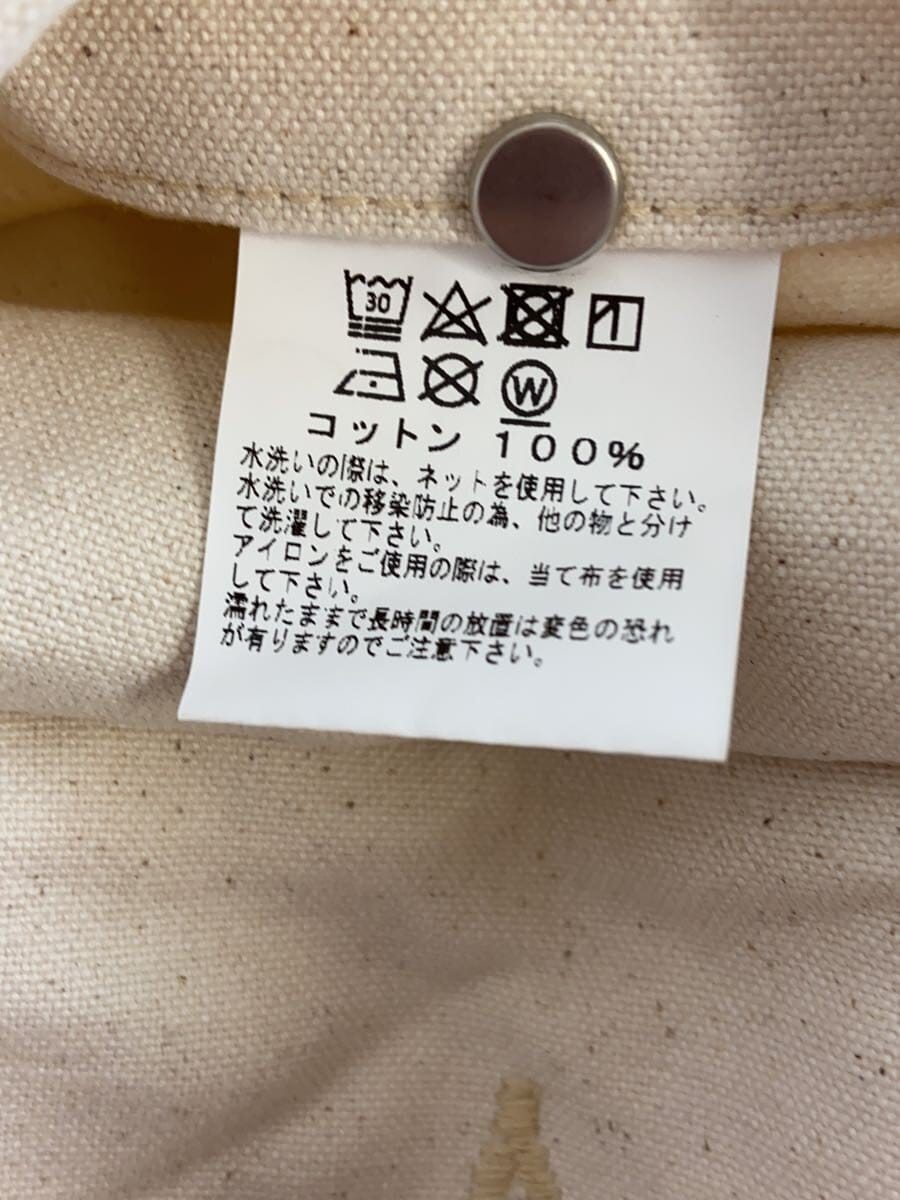 30
W
コットン 100%
水洗いの際は、ネットを使用して下さい。
水洗いでの移染防止の為、他の物と分け
て洗濯して下さい。
アイロンをご使用の際は、当て布を使用
して下さい。
濡れたままで長時間の放置は変色の恐れ
が有りますのでご注意下さい。
A